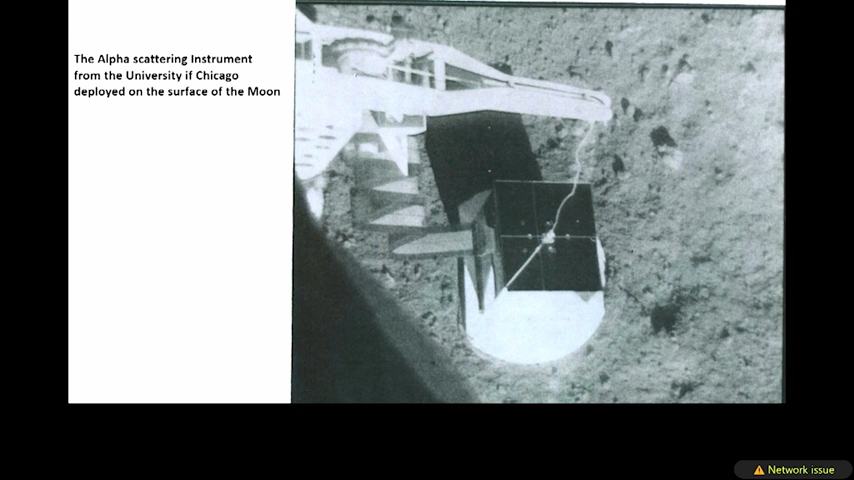 The Alpha scattering Instrument
from the University if Chicago
deployed on the surface of the Moon
Network issue